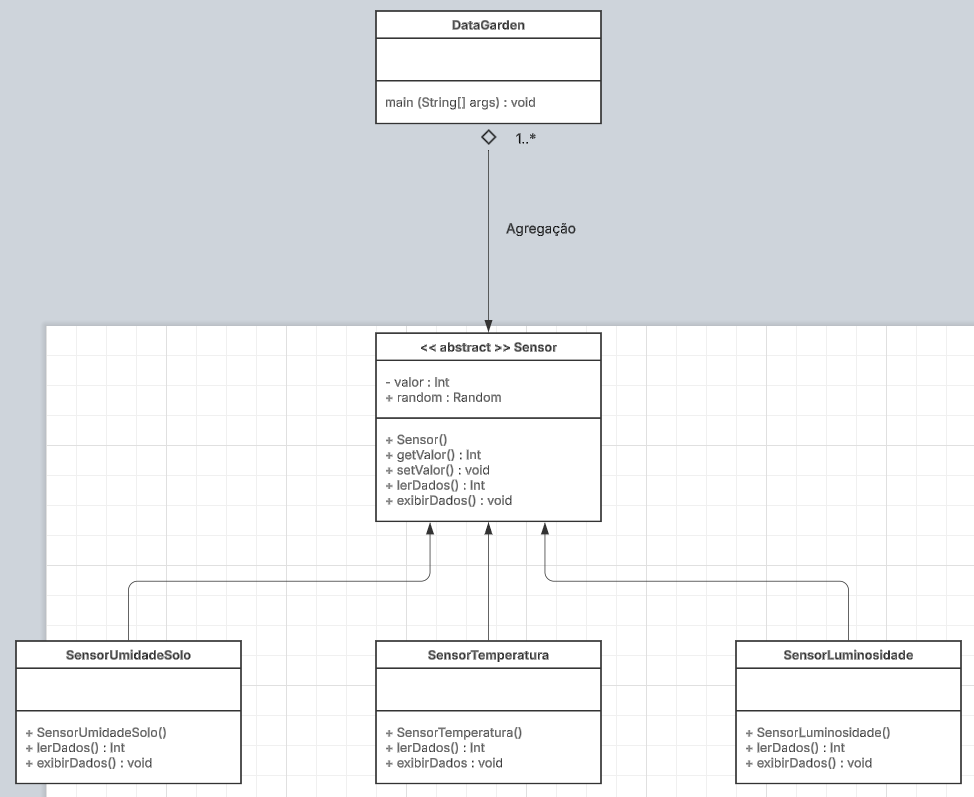 DataGarden
main (String[] args) : void
1..*
Agregação
<< abstract >> Sensor
- valor : Int
+ random : Random
+ Sensor()
+ getValor() : Int
+ setValor() : void
+ lerDados() : Int
+ exibirDados() : void
SensorUmidadeSolo
+ SensorUmidadeSolo()
+ lerDados() : Int
+ exibirDados() : void
SensorTemperatura
+ SensorTemperatura()
+ lerDados() : Int
+ exibirDados : void
SensorLuminosidade
+ SensorLuminosidade()
+ lerDados() : Int
+ exibirDados() : void